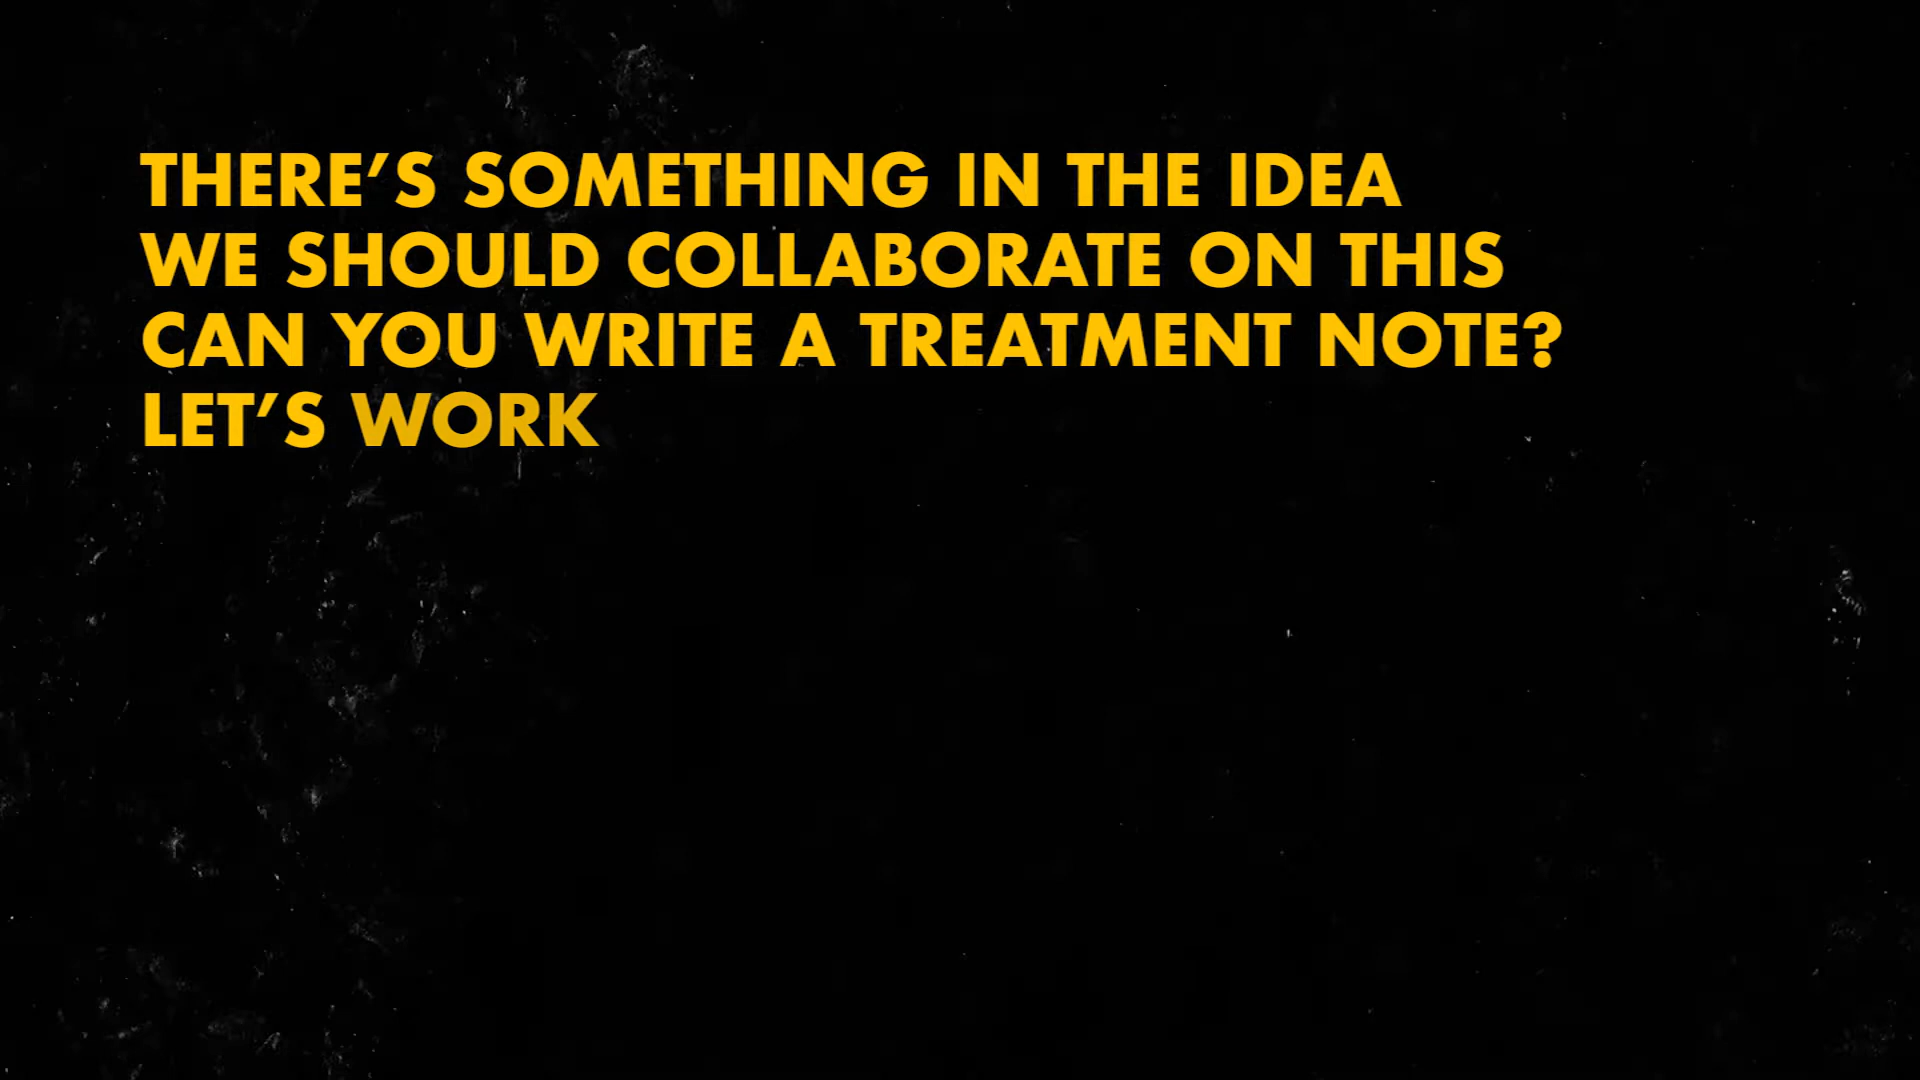 THERE’S SOMETHING IN THE IDEA
WE SHOULD COLLABORATE ON THIS
CAN YOU WRITE A TREATMENT NOTE?
LET’S WORK